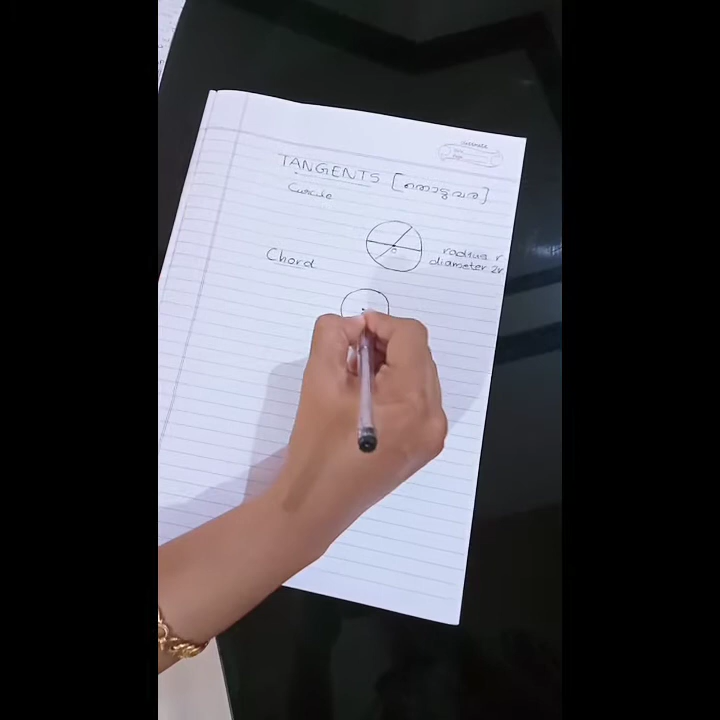 TANGENTS [തൊടുവര]
Circle
radius r
Chord
diameter 2r
O